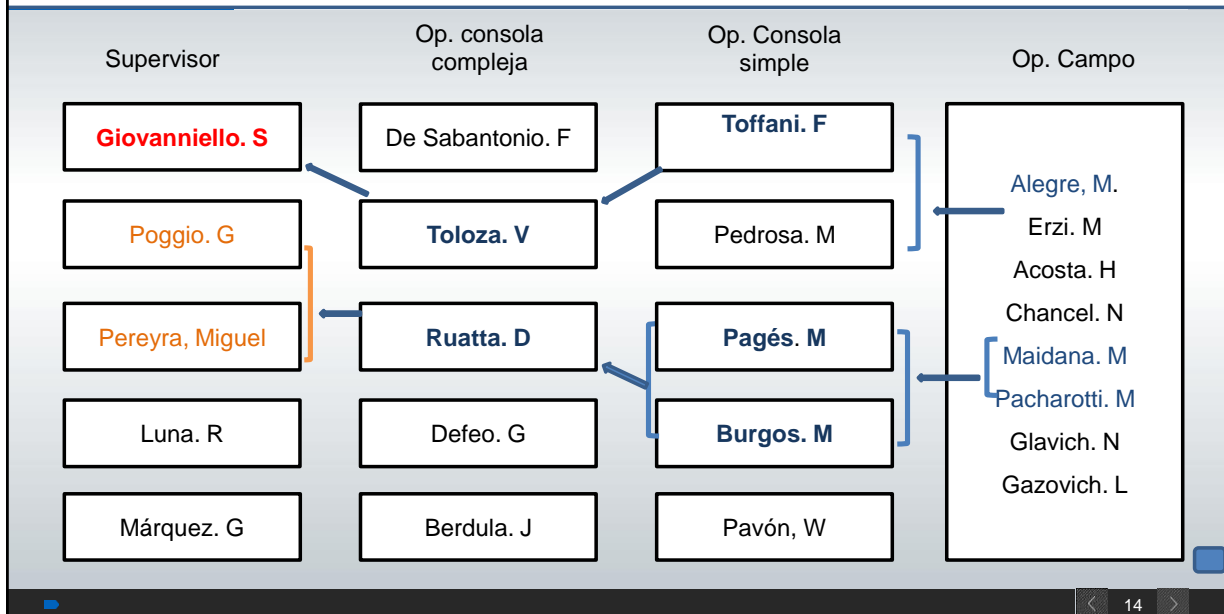 Supervisor
Op. consola
compleja
Op. Consola
simple
Op. Campo
Giovanniello. S
Poggio. G
Pereyra, Miguel
Luna. R
Márquez. G
De Sabantonio. F
Toloza. V
Ruatta. D
Defeo. G
Berdula. J
Toffani. F
Pedrosa. M
Pagés. M
Burgos. M
Pavón, W
Alegre, M.
Erzi. M
Acosta. H
Chancel. N
Maidana. M
Pacharotti. M
Glavich. N
Gazovich. L
14